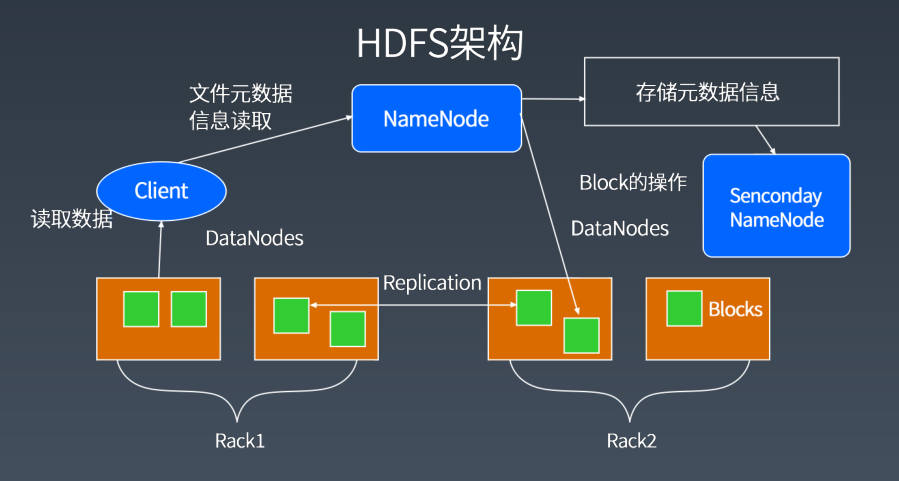 HDFS架构
文件元数据
信息读取
NameNode
存储元数据信息
Client
读取数据
Block的操作
Senconday
NameNode
DataNodes
DataNodes
Replication
Blocks
Rack1
Rack2